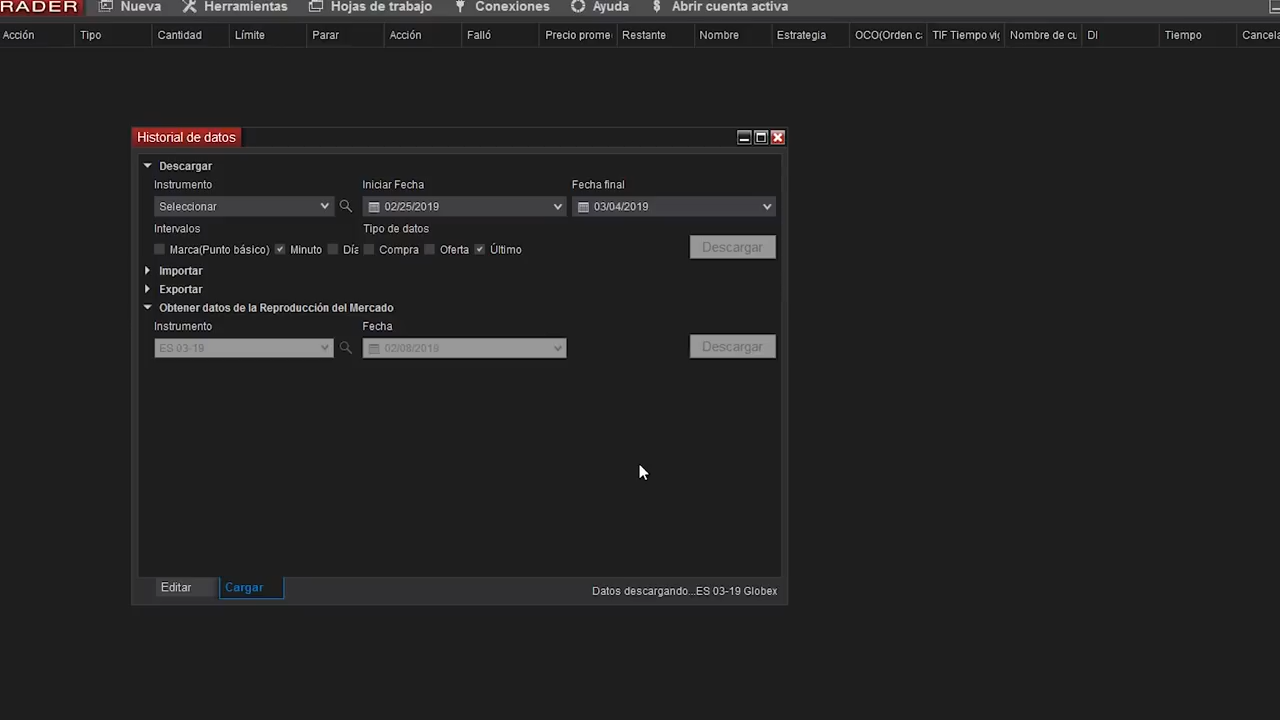 RADER Nueva Herramientas Hojas de trabajo Conexiones Ayuda $ Abrir cuenta activa
Acción Tipo Cantidad Límite Parar Acción Falló Precio prome Restante Nombre Estrategia OCO(Orden c TIF Tiempo vig Nombre de cu DI Tiempo Cancela
Historial de datos
Descargar
Instrumento Iniciar Fecha Fecha final
Seleccionar 02/25/2019 03/04/2019
Intervalos Tipo de datos
Marca(Punto básico) Minuto Día Compra Oferta Último Descargar
Importar
Exportar
Obtener datos de la Reproducción del Mercado
Instrumento Fecha
ES 03-19 02/08/2019 Descargar
Editar Cargar Datos descargando...ES 03-19 Globex